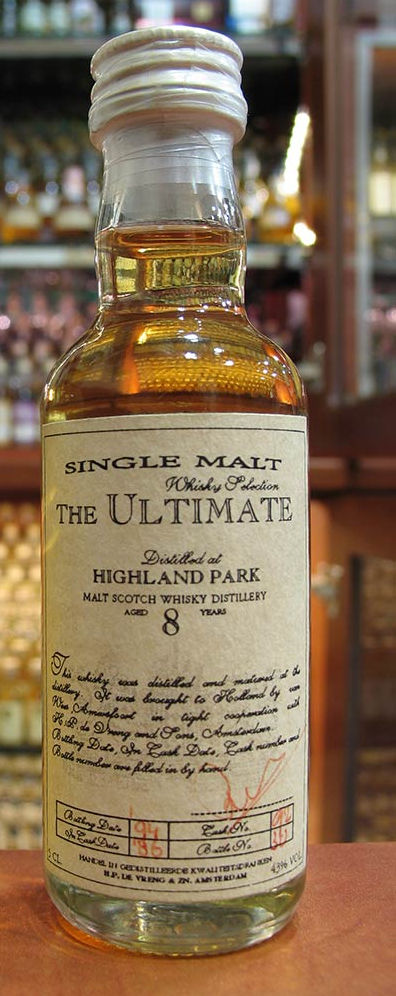 SINGLE MALT
Whisky Selection
THE ULTIMATE
Distilled at
HIGHLAND PARK
MALT SCOTCH WHISKY DISTILLERY
AGED 8 YEARS
This whisky was distilled and matured at the
distillery. It was brought to Holland by van
Wees Amersfoort in tight cooperation with
H.P. de Vreng and Sons, Amsterdam.
Bottling Date, In Cask Date, Cask number and
Bottle number are filled in by hand.
Bottling Date 94 Cask No.
In Cask Date '86 Bottle No.
HANDEL IN GEDISTILLEERDE KWALITEITSDRANKEN
5 CL H.P. DE VRENG & ZN. AMSTERDAM 43% VOL